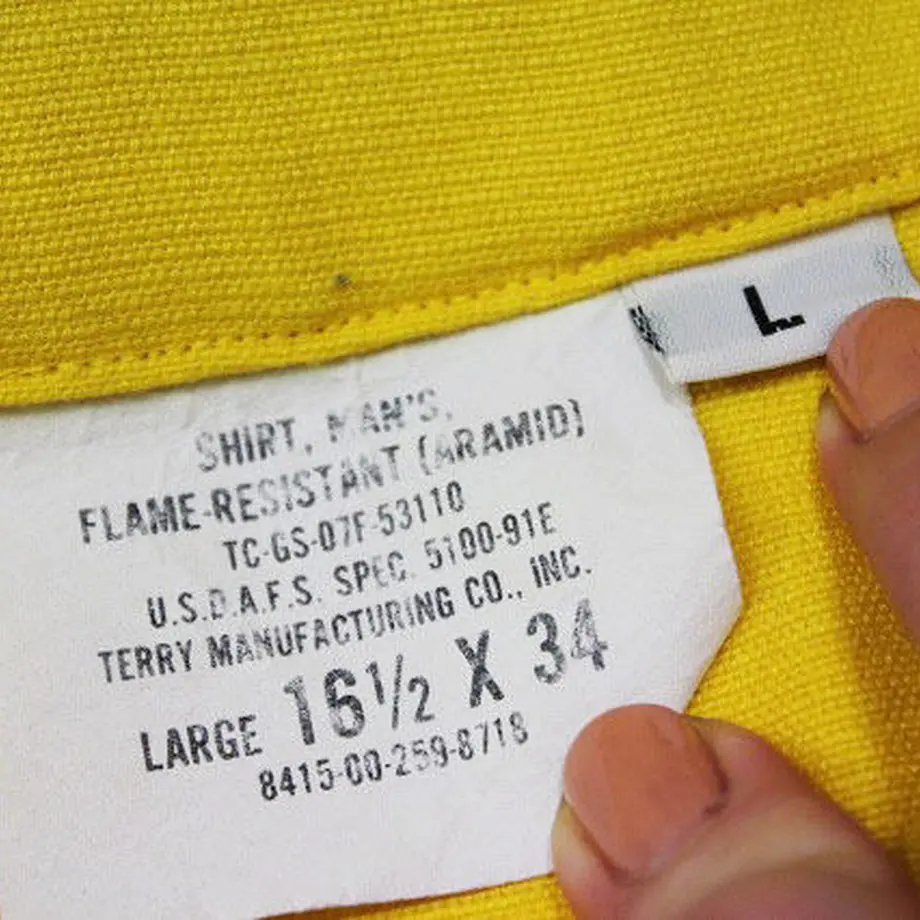 L
SHIRT, MAN'S,
FLAME-RESISTANT (ARAMID)
TC-GS-07F-53110
U.S.D.A.F.S. SPEC. 5100-91E
TERRY MANUFACTURING CO., INC.
LARGE 16½ X 34
8415-00-259-8718